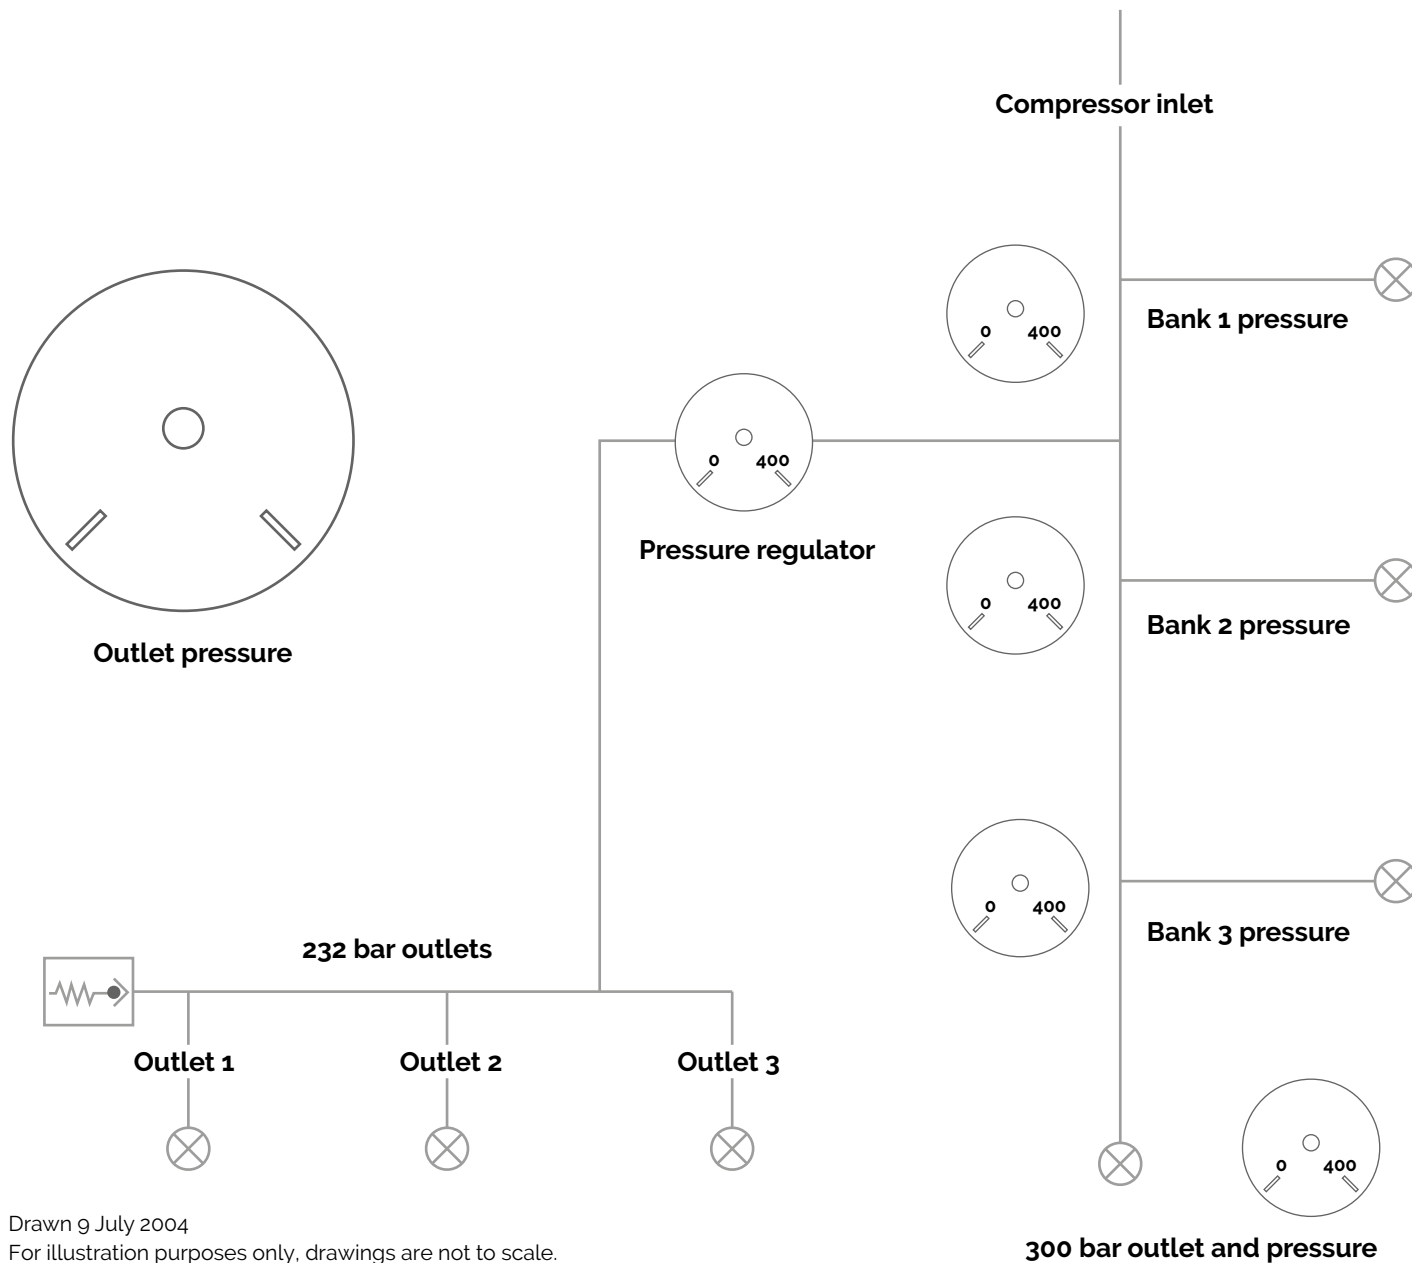 Compressor inlet
0 400
Bank 1 pressure
0 400
Pressure regulator
0 400
Bank 2 pressure
Outlet pressure
0 400
Bank 3 pressure
232 bar outlets
Outlet 1
Outlet 2
Outlet 3
0 400
300 bar outlet and pressure
Drawn 9 July 2004
For illustration purposes only, drawings are not to scale.